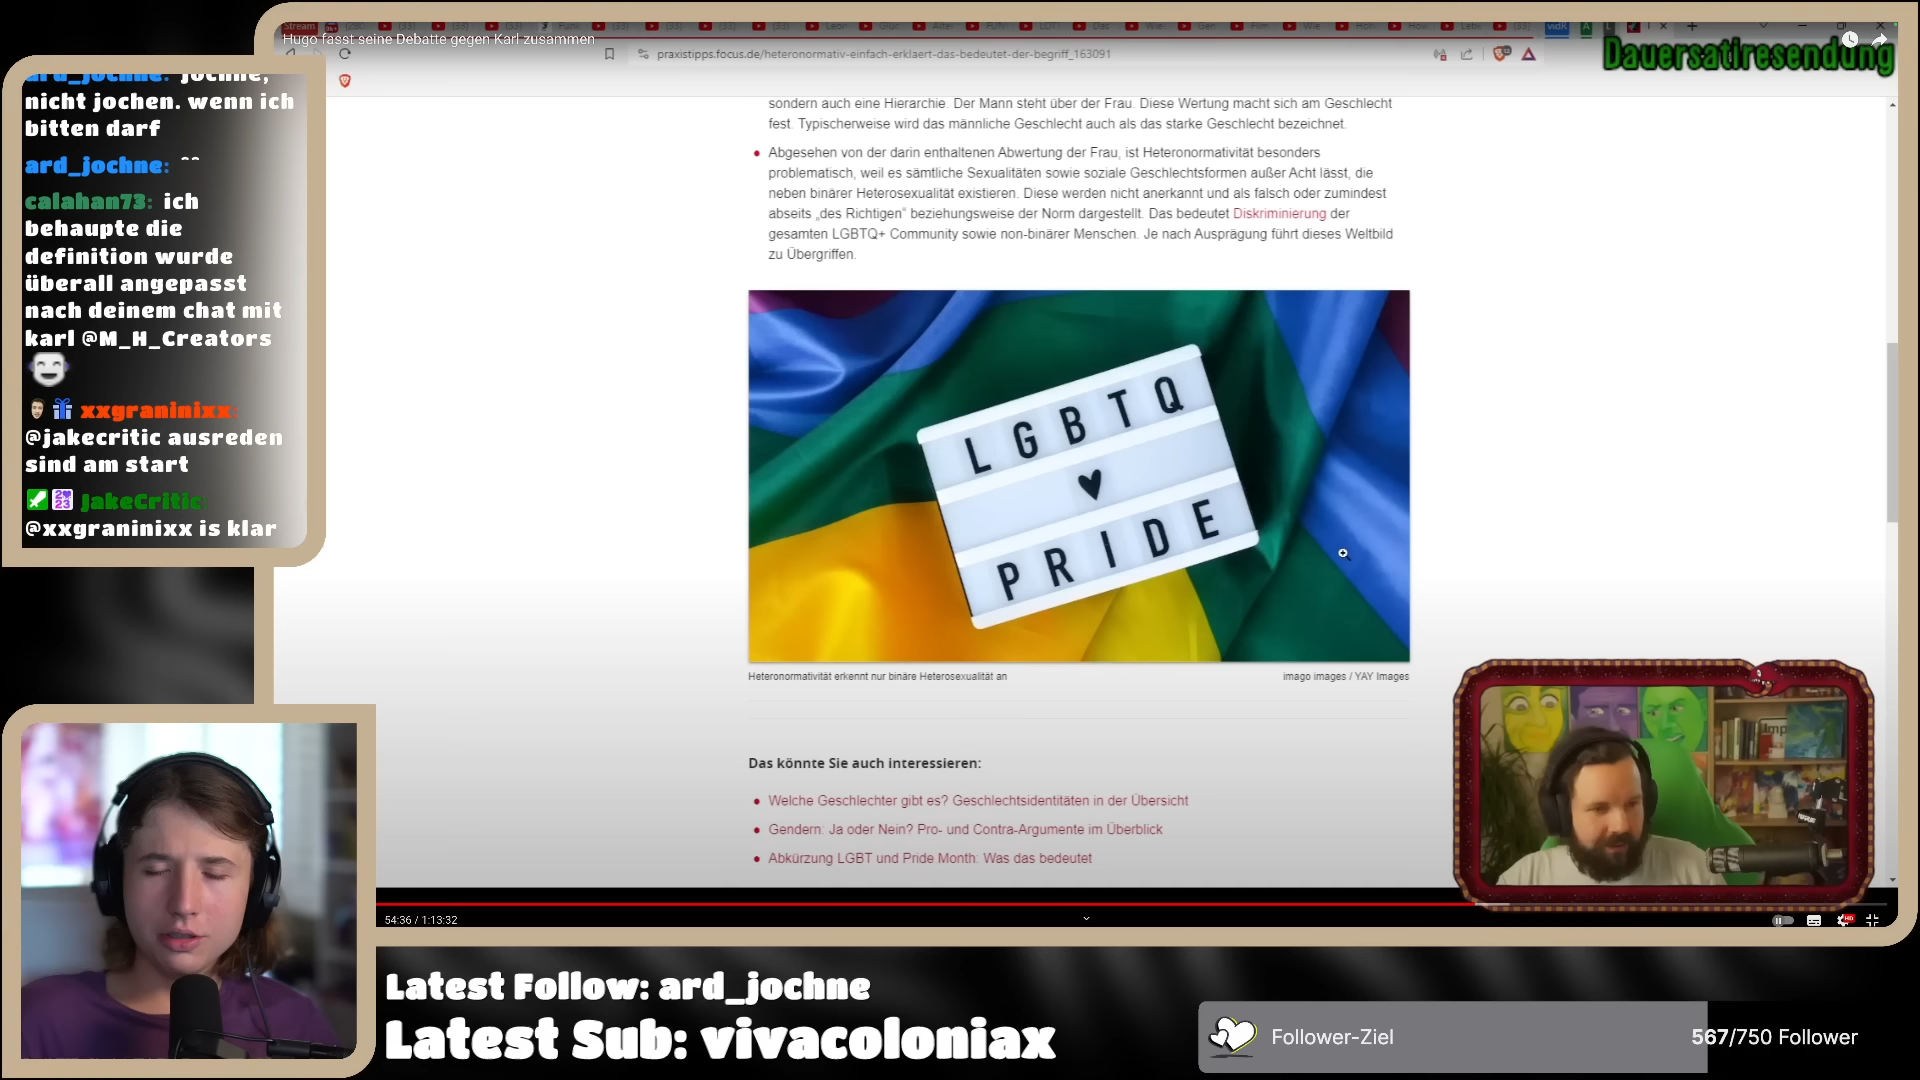 Hugo fasst seine Debatte gegen Karl zusammen
praxistipps.focus.de/heteronormativ-einfach-erklaert-das-bedeutet-der-begriff_163091
Dauersatiresendung
ard_jochne: jochne,
nicht jochen. wenn ich
bitten darf
ard_jochne: ^^
calahan73: ich
behaupte die
definition wurde
überall angepasst
nach deinem chat mit
karl @M_H_Creators
xxgraninixx:
@jakecritic ausreden
sind am start
JakeCritic:
@xxgraninixx is klar
sondern auch eine Hierarchie. Der Mann steht über der Frau. Diese Wertung macht sich am Geschlecht
fest. Typischerweise wird das männliche Geschlecht auch als das starke Geschlecht bezeichnet.
Abgesehen von der darin enthaltenen Abwertung der Frau, ist Heteronormativität besonders
problematisch, weil es sämtliche Sexualitäten sowie soziale Geschlechtsformen außer Acht lässt, die
neben binärer Heterosexualität existieren. Diese werden nicht anerkannt und als falsch oder zumindest
abseits „des Richtigen“ beziehungsweise der Norm dargestellt. Das bedeutet Diskriminierung der
gesamten LGBTQ+ Community sowie non-binärer Menschen. Je nach Ausprägung führt dieses Weltbild
zu Übergriffen.
LGBTQ
PRIDE
Heteronormativität erkennt nur binäre Heterosexualität an
imago images / YAY Images
Das könnte Sie auch interessieren:
Welche Geschlechter gibt es? Geschlechtsidentitäten in der Übersicht
Gendern: Ja oder Nein? Pro- und Contra-Argumente im Überblick
Abkürzung LGBT und Pride Month: Was das bedeutet
54:36 / 1:13:32
Latest Follow: ard_jochne
Latest Sub: vivacoloniax
Follower-Ziel
567/750 Follower